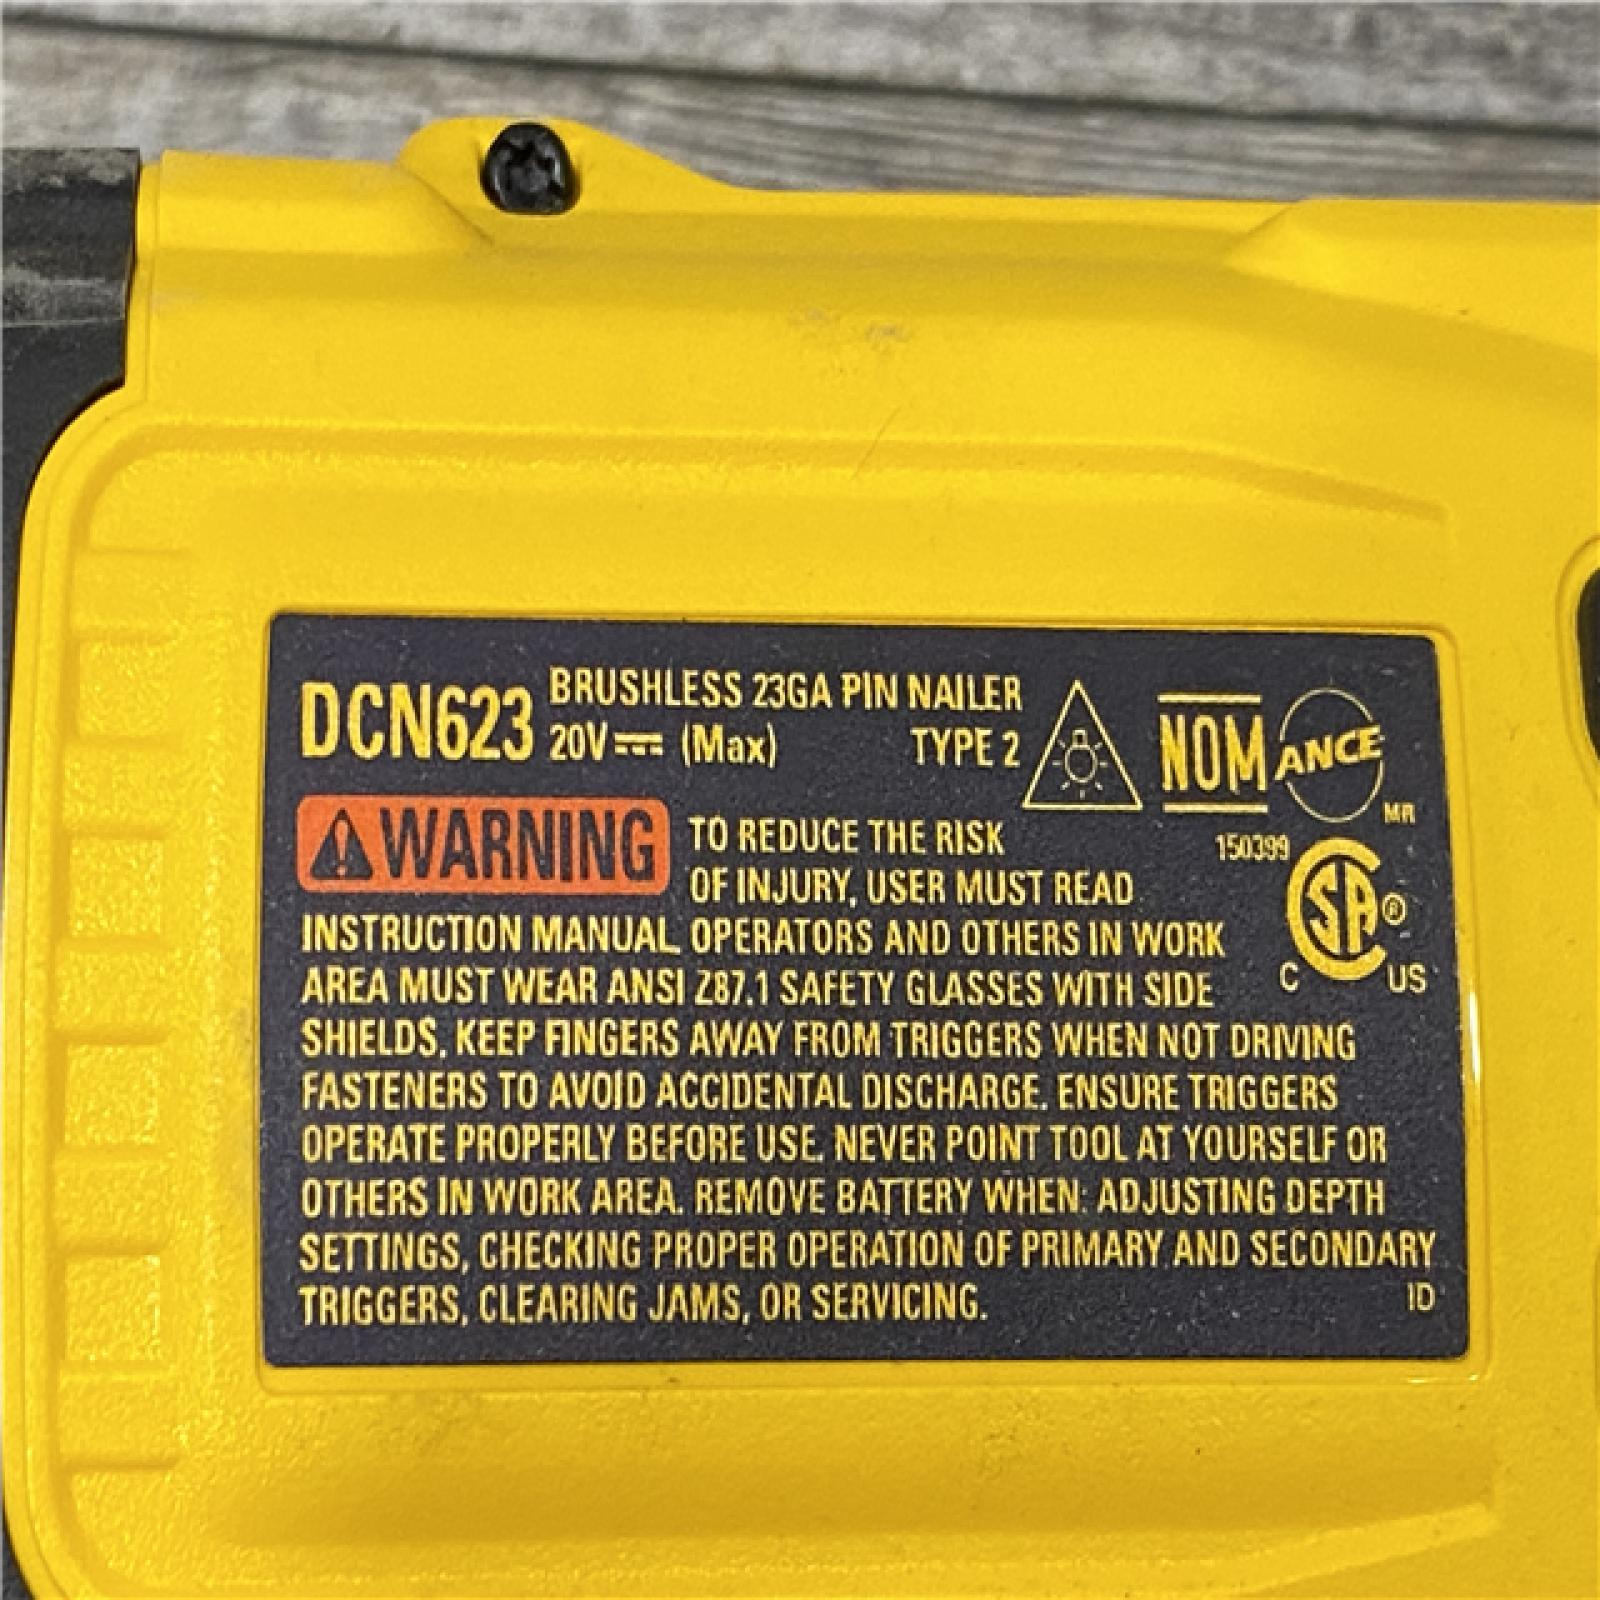 DCN623 BRUSHLESS 23GA PIN NAILER
20V (Max) TYPE 2
NOM ANCE
MR
WARNING TO REDUCE THE RISK
150399
OF INJURY, USER MUST READ
SA ®
C US
INSTRUCTION MANUAL. OPERATORS AND OTHERS IN WORK
AREA MUST WEAR ANSI Z87.1 SAFETY GLASSES WITH SIDE
SHIELDS. KEEP FINGERS AWAY FROM TRIGGERS WHEN NOT DRIVING
FASTENERS TO AVOID ACCIDENTAL DISCHARGE. ENSURE TRIGGERS
OPERATE PROPERLY BEFORE USE. NEVER POINT TOOL AT YOURSELF OR
OTHERS IN WORK AREA. REMOVE BATTERY WHEN: ADJUSTING DEPTH
SETTINGS, CHECKING PROPER OPERATION OF PRIMARY AND SECONDARY
TRIGGERS, CLEARING JAMS, OR SERVICING.
ID